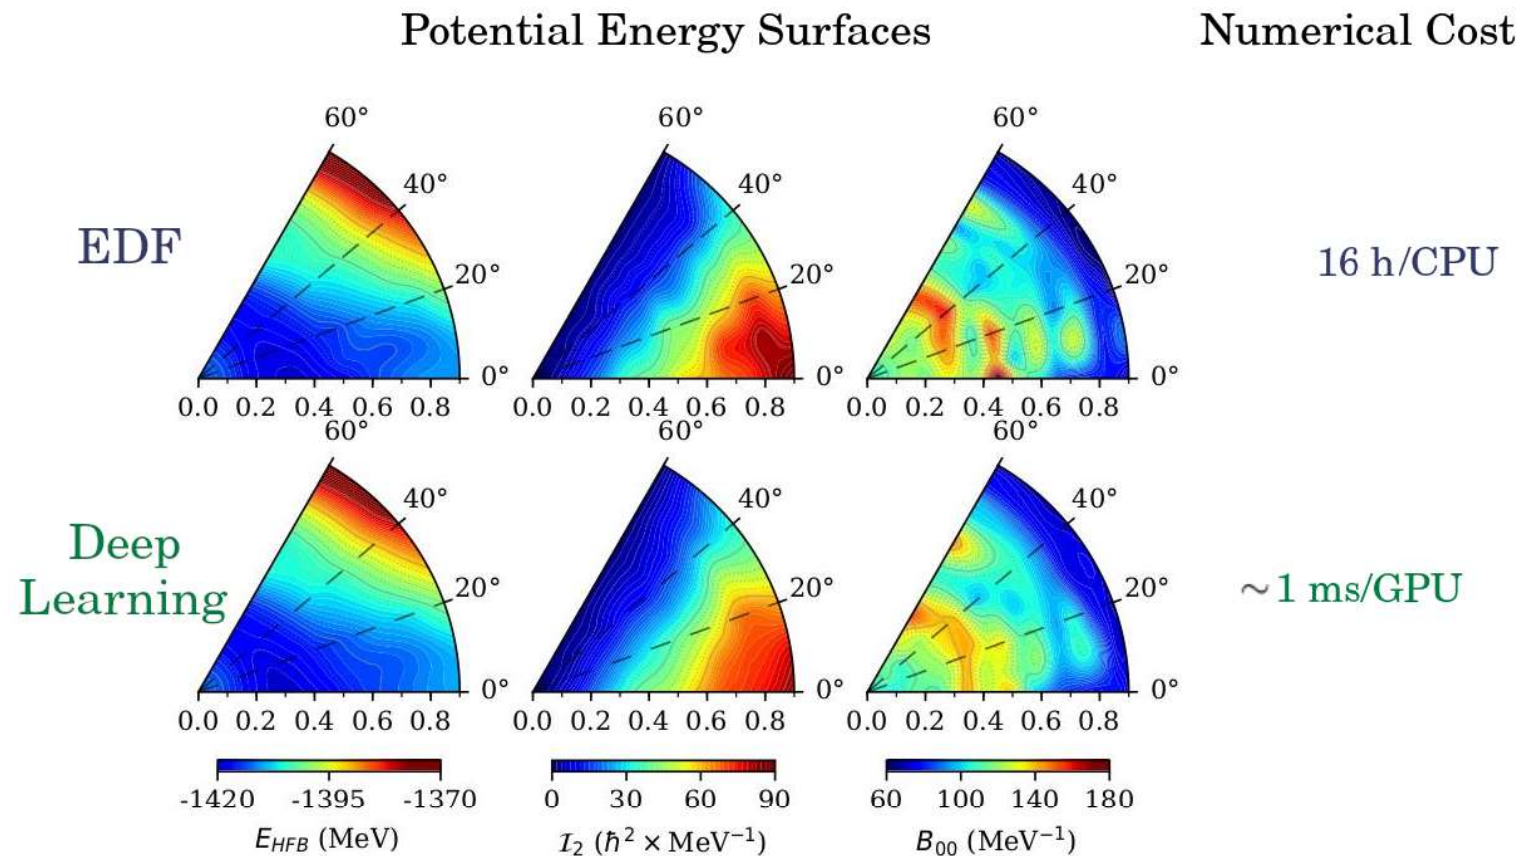 Potential Energy Surfaces
Numerical Cost
60° 60° 60°
40° 40° 40°
EDF
16 h/CPU
20° 20° 20°
0° 0° 0°
0.0 0.2 0.4 0.6 0.8 0.0 0.2 0.4 0.6 0.8 0.0 0.2 0.4 0.6 0.8
60° 60° 60°
40° 40° 40°
Deep
Learning
~ 1 ms/GPU
20° 20° 20°
0° 0° 0°
0.0 0.2 0.4 0.6 0.8 0.0 0.2 0.4 0.6 0.8 0.0 0.2 0.4 0.6 0.8
-1420 -1395 -1370 0 30 60 90 60 100 140 180
E_HFB (MeV) ℐ₂ (ℏ² × MeV⁻¹) B₀₀ (MeV⁻¹)